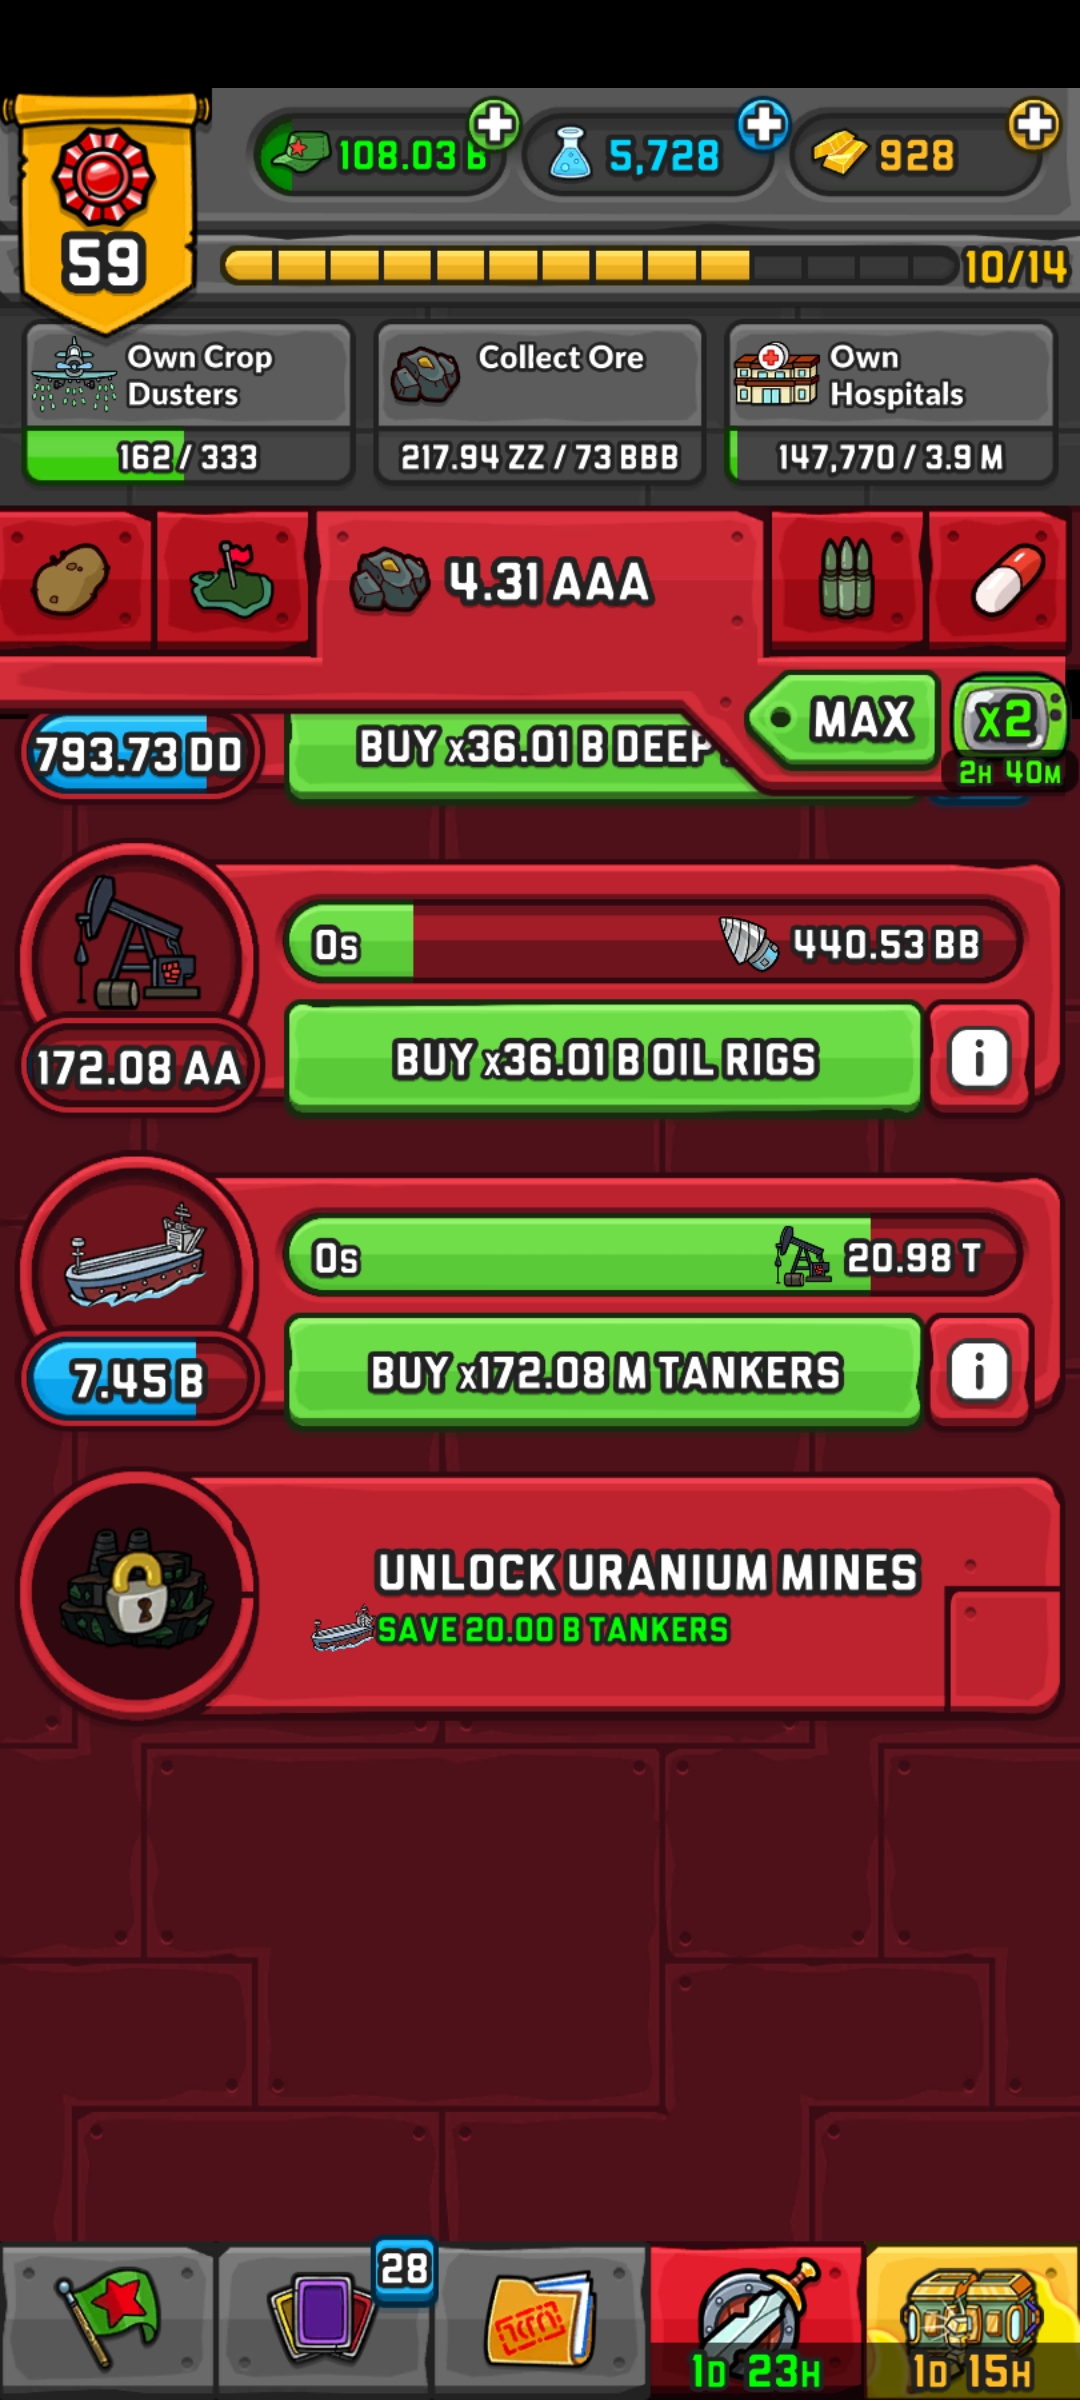 108.03 B
5,728
928
59
10/14
Own Crop
Dusters
162 / 333
Collect Ore
217.94 ZZ / 73 BBB
Own
Hospitals
147,770 / 3.9 M
4.31 AAA
MAX
x2
2H 40M
793.73 DD
BUY x36.01 B DEEP
0s
440.53 BB
172.08 AA
BUY x36.01 B OIL RIGS
i
0s
20.98 T
7.45 B
BUY x172.08 M TANKERS
i
UNLOCK URANIUM MINES
SAVE 20.00 B TANKERS
28
1D 23H
1D 15H